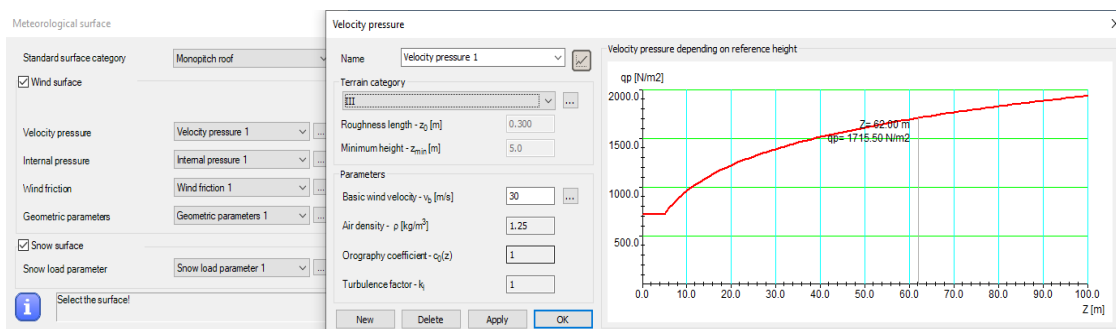 Meteorological surface
Standard surface category Monopitch roof
Wind surface
Velocity pressure Velocity pressure 1 ...
Internal pressure Internal pressure 1 ...
Wind friction Wind friction 1 ...
Geometric parameters Geometric parameters 1 ...
Snow surface
Snow load parameter Snow load parameter 1 ...
Select the surface!
Velocity pressure
Name Velocity pressure 1
Terrain category
III ...
Roughness length - z0 [m] 0.300
Minimum height - zmin [m] 5.0
Parameters
Basic wind velocity - vb [m/s] 30 ...
Air density - ρ [kg/m³] 1.25
Orography coefficient - c0(z) 1
Turbulence factor - kI 1
New Delete Apply OK
Velocity pressure depending on reference height
qp [N/m2]
2000.0
1500.0
1000.0
500.0
Z= 62.00 m
qp= 1715.50 N/m2
0.0 10.0 20.0 30.0 40.0 50.0 60.0 70.0 80.0 90.0 100.0
Z [m]